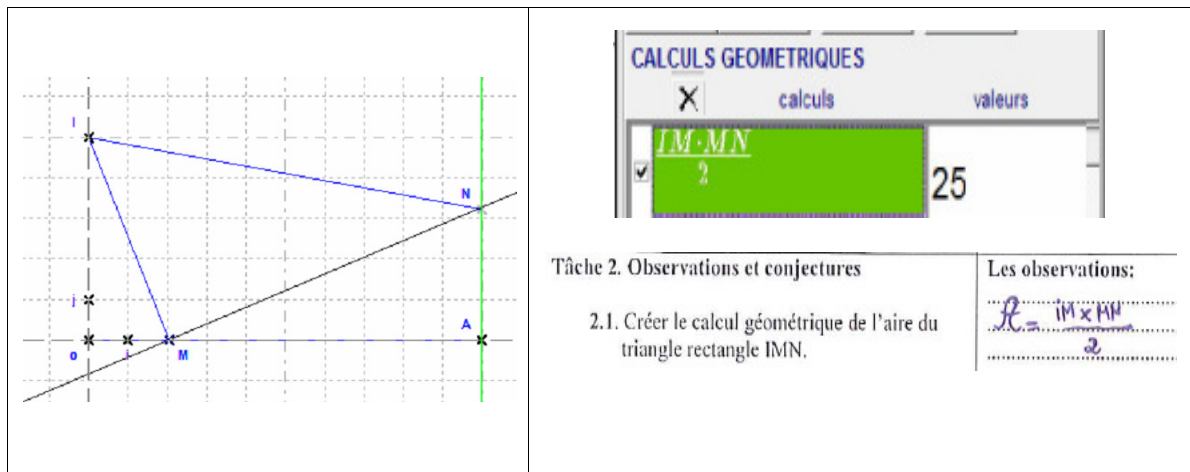 I
N
j
A
o
i
M
CALCULS GEOMETRIQUES
X calculs valeurs
IM·MN
2
25
Tâche 2. Observations et conjectures
2.1. Créer le calcul géométrique de l'aire du
triangle rectangle IMN.
Les observations:
A = iM x MN
2